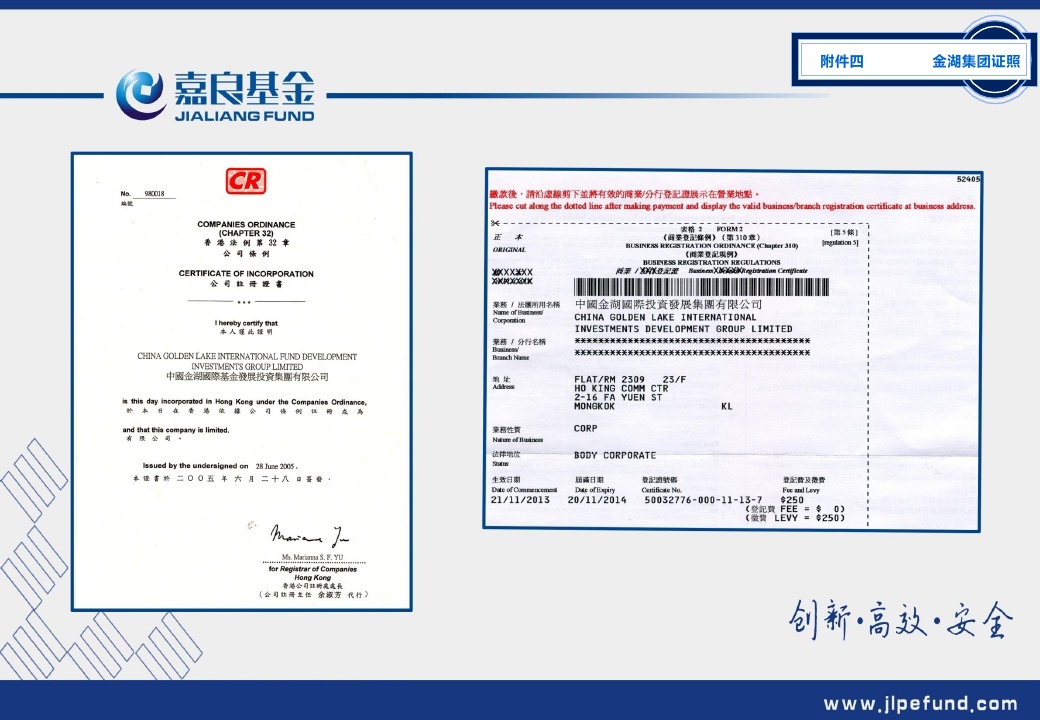 附件四 金湖集团证照
嘉良基金
JIALIANG FUND
CR
No. 980018
編號
COMPANIES ORDINANCE
(CHAPTER 32)
香 港 法 例 第 32 章
公 司 條 例
CERTIFICATE OF INCORPORATION
公 司 註 冊 證 書
***
I hereby certify that
本 人 謹 此 證 明
CHINA GOLDEN LAKE INTERNATIONAL FUND DEVELOPMENT
INVESTMENTS GROUP LIMITED
中國金湖國際基金發展投資集團有限公司
is this day incorporated in Hong Kong under the Companies Ordinance,
於 本 日 在 香 港 依 據 公 司 條 例 註 冊 成 為
and that this company is limited.
有 限 公 司 。
Issued by the undersigned on 28 June 2005.
本 證 書 於 二 〇 〇 五 年 六 月 二 十 八 日 簽 發 。
Ms. Marianna S. F. YU
for Registrar of Companies
Hong Kong
香港公司註冊處處長
(公司註冊主任 余淑芳 代行)
52405
繳款後，請沿虛線剪下並將有效的商業/分行登記證展示在營業地點。
Please cut along the dotted line after making payment and display the valid business/branch registration certificate at business address.
正 本
ORIGINAL
表格 2 FORM 2
《商業登記條例》(第 310 章)
BUSINESS REGISTRATION ORDINANCE (Chapter 310)
《商業登記規例》
BUSINESS REGISTRATION REGULATIONS
[第 5 條]
[regulation 5]
商業 / XXX登記證 Business/XXXXX Registration Certificate
XXXXXXX
XXXXXXX
業務 / 法團所用名稱
Name of Business/
Corporation
中國金湖國際投資發展集團有限公司
CHINA GOLDEN LAKE INTERNATIONAL
INVESTMENTS DEVELOPMENT GROUP LIMITED
業務 / 分行名稱
Business/
Branch Name
****************************************
****************************************
地 址
Address
FLAT/RM 2309 23/F
HO KING COMM CTR
2-16 FA YUEN ST
MONGKOK KL
業務性質
Nature of Business
CORP
法律地位
Status
BODY CORPORATE
生效日期
Date of Commencement
21/11/2013
屆滿日期
Date of Expiry
20/11/2014
登記證號碼
Certificate No.
50032776-000-11-13-7
登記費及徵費
Fee and Levy
$250
(登記費 FEE = $ 0)
(徵費 LEVY = $250)
创新·高效·安全
www.jlpefund.com